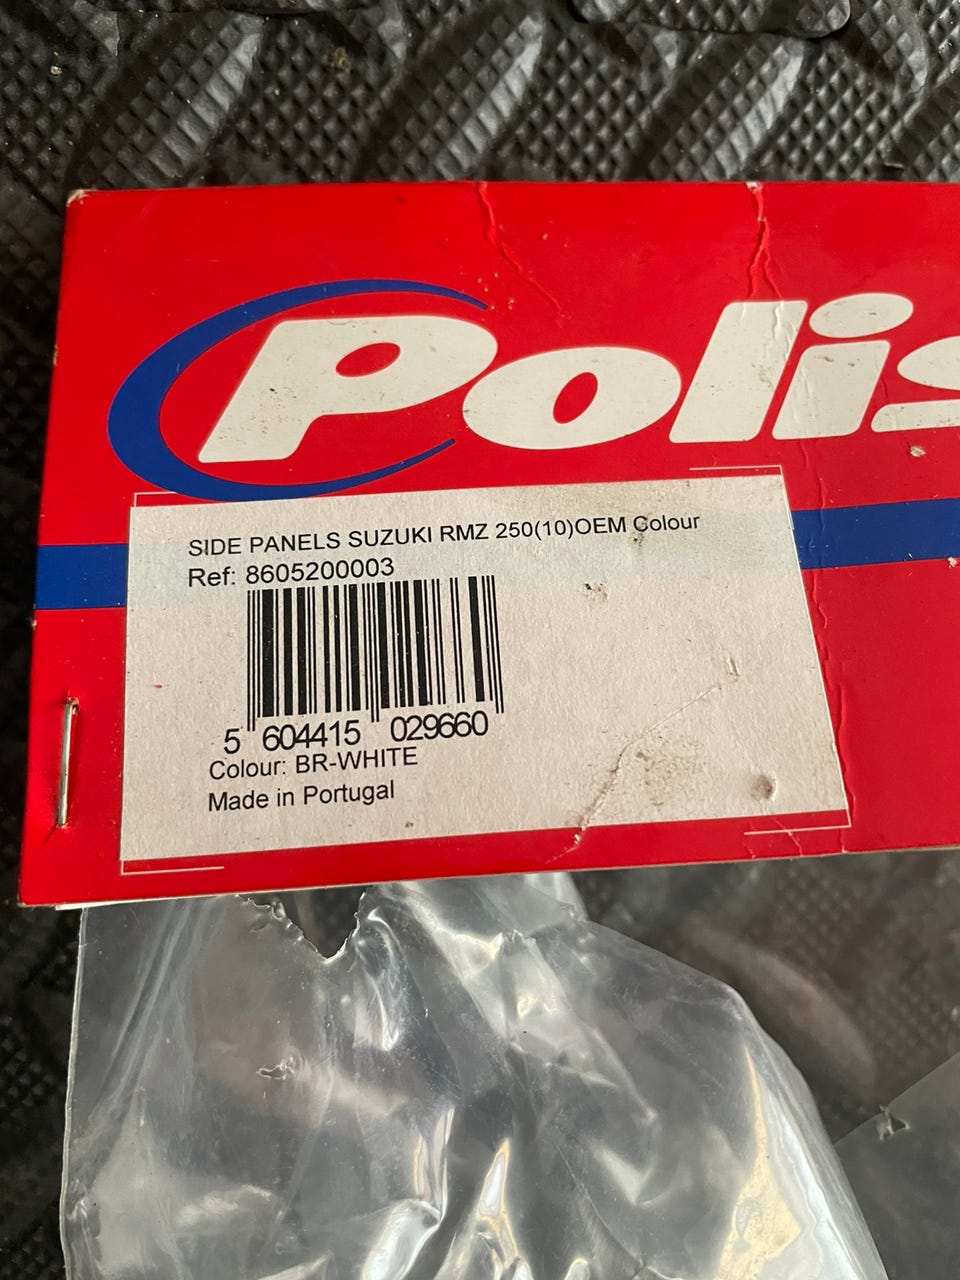 Polis
SIDE PANELS SUZUKI RMZ 250(10)OEM Colour
Ref: 8605200003
5 604415 029660
Colour: BR-WHITE
Made in Portugal